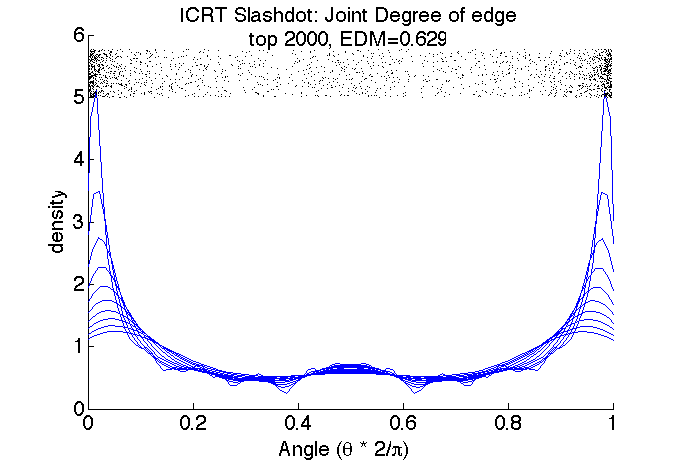 ICRT Slashdot: Joint Degree of edge
top 2000, EDM=0.629
6
5
4
3
2
1
0
density
0 0.2 0.4 0.6 0.8 1
Angle (θ * 2/π)